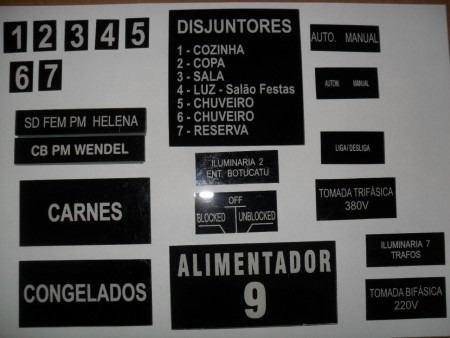 1 2 3 4 5
6 7
DISJUNTORES
1 - COZINHA
2 - COPA
3 - SALA
4 - LUZ - Salão Festas
5 - CHUVEIRO
6 - CHUVEIRO
7 - RESERVA
AUTO. MANUAL
AUTOM. MANUAL
SD FEM PM HELENA
CB PM WENDEL
LIGA/DESLIGA
ILUMINARIA 2
ENT. BOTUCATU
CARNES
OFF
BLOCKED UNBLOCKED
TOMADA TRIFÁSICA
380V
CONGELADOS
ALIMENTADOR
9
ILUMINARIA 7
TRAFOS
TOMADA BIFÁSICA
220V